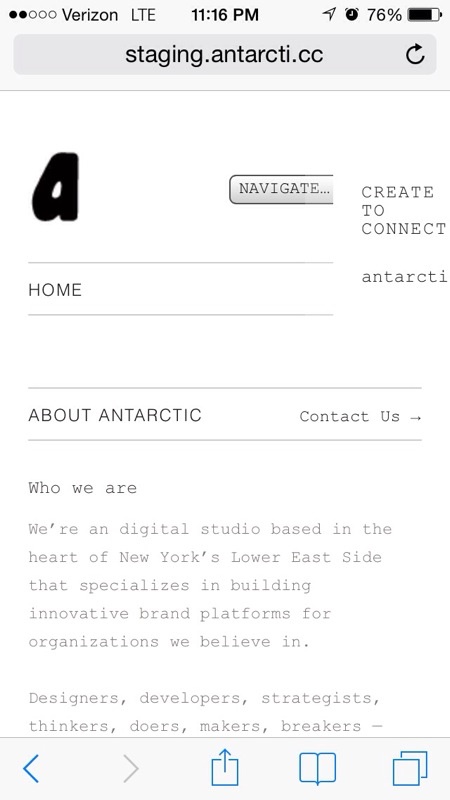 Verizon LTE 11:16 PM 76%
staging.antarcti.cc
a
NAVIGATE…
CREATE
TO
CONNECT
antarcti
HOME
ABOUT ANTARCTIC Contact Us →
Who we are
We’re an digital studio based in the
heart of New York’s Lower East Side
that specializes in building
innovative brand platforms for
organizations we believe in.
Designers, developers, strategists,
thinkers, doers, makers, breakers —